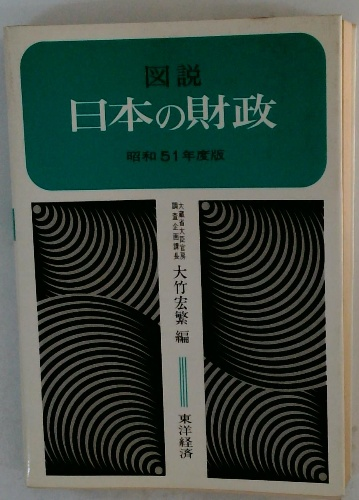 図説
日本の財政
昭和51年度版
大蔵省大臣官房
調査企画課長
大竹宏繁 編
東洋経済